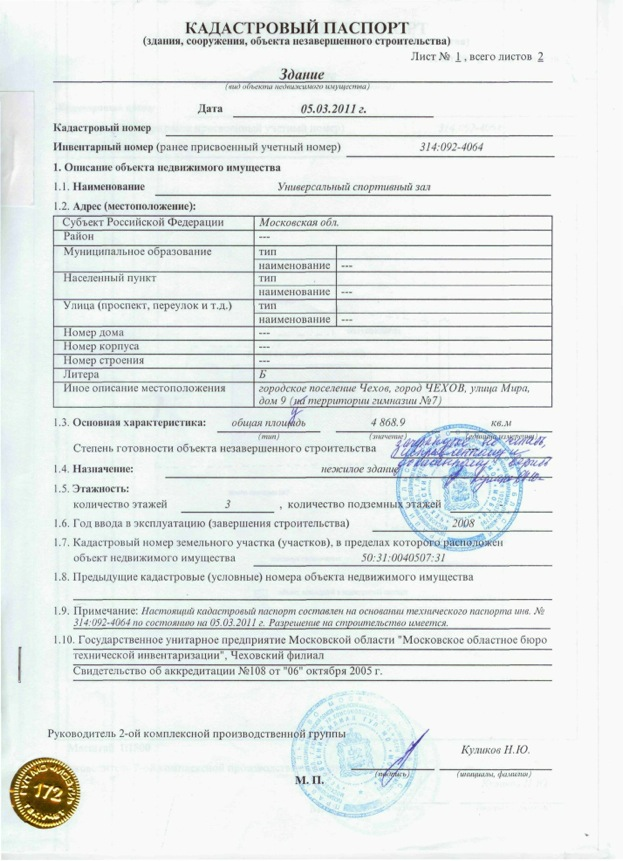 КАДАСТРОВЫЙ ПАСПОРТ
(здания, сооружения, объекта незавершенного строительства)
Лист № 1 , всего листов 2
Здание
(вид объекта недвижимого имущества)
Дата 05.03.2011 г.
Кадастровый номер
Инвентарный номер (ранее присвоенный учетный номер) 314:092-4064
1. Описание объекта недвижимого имущества
1.1. Наименование Универсальный спортивный зал
1.2. Адрес (местоположение):
Субъект Российской Федерации Московская обл.
Район ---
Муниципальное образование тип
наименование ---
Населенный пункт тип
наименование ---
Улица (проспект, переулок и т.д.) тип
наименование ---
Номер дома ---
Номер корпуса ---
Номер строения ---
Литера Б
Иное описание местоположения городское поселение Чехов, город ЧЕХОВ, улица Мира,
дом 9 (на территории гимназии №7)
1.3. Основная характеристика: общая площадь 4 868.9 кв.м
(тип) (значение) (единица измерения)
Степень готовности объекта незавершенного строительства
1.4. Назначение: нежилое здание
1.5. Этажность:
количество этажей 3 , количество подземных этажей
1.6. Год ввода в эксплуатацию (завершения строительства) 2008
1.7. Кадастровый номер земельного участка (участков), в пределах которого расположен
объект недвижимого имущества 50:31:0040507:31
1.8. Предыдущие кадастровые (условные) номера объекта недвижимого имущества
1.9. Примечание: Настоящий кадастровый паспорт составлен на основании технического паспорта инв. №
314:092-4064 по состоянию на 05.03.2011 г. Разрешение на строительство имеется.
1.10. Государственное унитарное предприятие Московской области "Московское областное бюро
технической инвентаризации", Чеховский филиал
Свидетельство об аккредитации №108 от "06" октября 2005 г.
Руководитель 2-ой комплексной производственной группы
Куликов Н.Ю.
М. П. (подпись) (инициалы, фамилия)
172